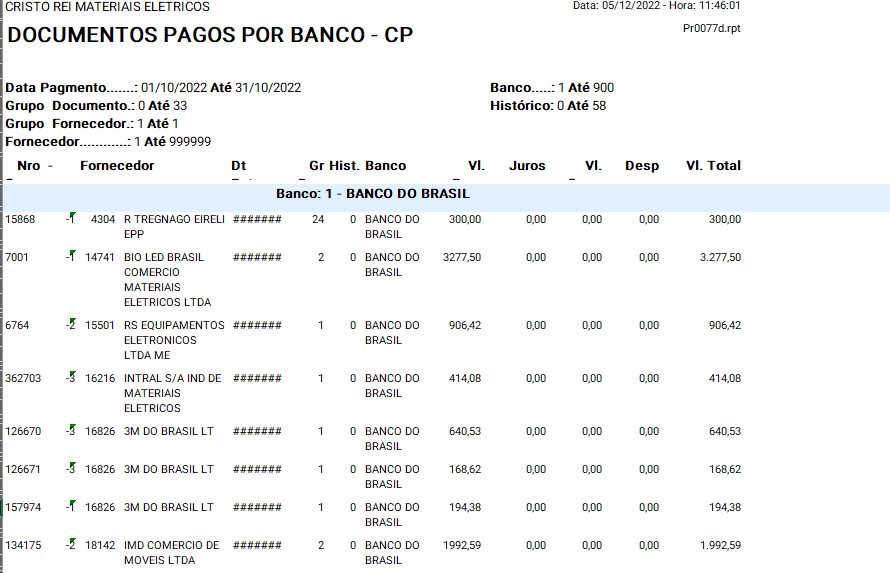 CRISTO REI MATERIAIS ELETRICOS
Data: 05/12/2022 - Hora: 11:46:01
DOCUMENTOS PAGOS POR BANCO - CP
Pr0077d.rpt
Data Pagmento.......: 01/10/2022 Até 31/10/2022
Banco.....: 1 Até 900
Grupo Documento.: 0 Até 33
Histórico: 0 Até 58
Grupo Fornecedor.: 1 Até 1
Fornecedor............: 1 Até 999999
Nro - Fornecedor Dt Gr Hist. Banco Vl. Juros Vl. Desp Vl. Total
Banco: 1 - BANCO DO BRASIL
15868 -1 4304 R TREGNAGO EIRELI ####### 24 0 BANCO DO 300,00 0,00 0,00 0,00 300,00
EPP BRASIL
7001 -1 14741 BIO LED BRASIL ####### 2 0 BANCO DO 3277,50 0,00 0,00 0,00 3.277,50
COMERCIO BRASIL
MATERIAIS
ELETRICOS LTDA
6764 -2 15501 RS EQUIPAMENTOS ####### 1 0 BANCO DO 906,42 0,00 0,00 0,00 906,42
ELETRONICOS BRASIL
LTDA ME
362703 -3 16216 INTRAL S/A IND DE ####### 1 0 BANCO DO 414,08 0,00 0,00 0,00 414,08
MATERIAIS BRASIL
ELETRICOS
126670 -3 16826 3M DO BRASIL LT ####### 1 0 BANCO DO 640,53 0,00 0,00 0,00 640,53
BRASIL
126671 -3 16826 3M DO BRASIL LT ####### 1 0 BANCO DO 168,62 0,00 0,00 0,00 168,62
BRASIL
157974 -1 16826 3M DO BRASIL LT ####### 1 0 BANCO DO 194,38 0,00 0,00 0,00 194,38
BRASIL
134175 -2 18142 IMD COMERCIO DE ####### 2 0 BANCO DO 1992,59 0,00 0,00 0,00 1.992,59
MOVEIS LTDA BRASIL